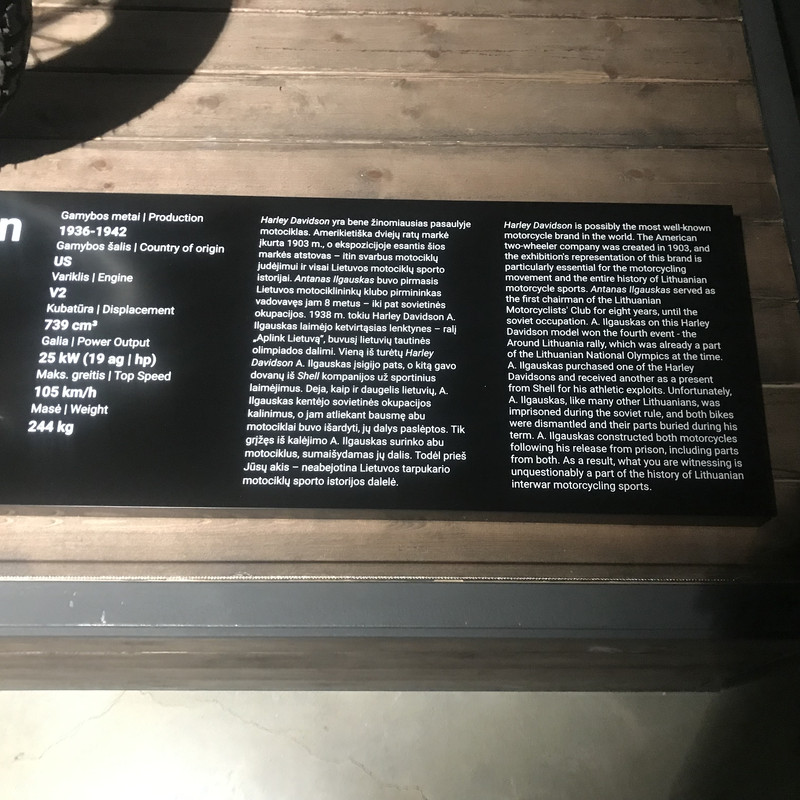 n
Gamybos metai | Production
1936-1942
Gamybos šalis | Country of origin
US
Variklis | Engine
V2
Kubatūra | Displacement
739 cm³
Galia | Power Output
25 kW (19 ag | hp)
Maks. greitis | Top Speed
105 km/h
Masė | Weight
244 kg
Harley Davidson yra bene žinomiausias pasaulyje
motociklas. Amerikietiška dviejų ratų markė
įkurta 1903 m., o ekspozicijoje esantis šios
markės atstovas – itin svarbus motociklų
judėjimui ir visai Lietuvos motociklų sporto
istorijai. Antanas Ilgauskas buvo pirmasis
Lietuvos motociklininkų klubo pirmininkas
vadovavęs jam 8 metus – iki pat sovietinės
okupacijos. 1938 m. tokiu Harley Davidson A.
Ilgauskas laimėjo ketvirtąsias lenktynes – ralį
„Aplink Lietuvą”, buvusį lietuvių tautinės
olimpiados dalimi. Vieną iš turėtų Harley
Davidson A. Ilgauskas įsigijo pats, o kitą gavo
dovanų iš Shell kompanijos už sportinius
laimėjimus. Deja, kaip ir daugelis lietuvių, A.
Ilgauskas kentėjo sovietinės okupacijos
kalinimus, o jam atliekant bausmę abu
motociklai buvo išardyti, jų dalys paslėptos. Tik
grįžęs iš kalėjimo A. Ilgauskas surinko abu
motociklus, sumaišydamas jų dalis. Todėl prieš
Jūsų akis – neabejotina Lietuvos tarpukario
motociklų sporto istorijos dalelė.
Harley Davidson is possibly the most well-known
motorcycle brand in the world. The American
two-wheeler company was created in 1903, and
the exhibition's representation of this brand is
particularly essential for the motorcycling
movement and the entire history of Lithuanian
motorcycle sports. Antanas Ilgauskas served as
the first chairman of the Lithuanian
Motorcyclists' Club for eight years, until the
soviet occupation. A. Ilgauskas on this Harley
Davidson model won the fourth event - the
Around Lithuania rally, which was already a part
of the Lithuanian National Olympics at the time.
A. Ilgauskas purchased one of the Harley
Davidsons and received another as a present
from Shell for his athletic exploits. Unfortunately,
A. Ilgauskas, like many other Lithuanians, was
imprisoned during the soviet rule, and both bikes
were dismantled and their parts buried during his
term. A. Ilgauskas constructed both motorcycles
following his release from prison, including parts
from both. As a result, what you are witnessing is
unquestionably a part of the history of Lithuanian
interwar motorcycling sports.